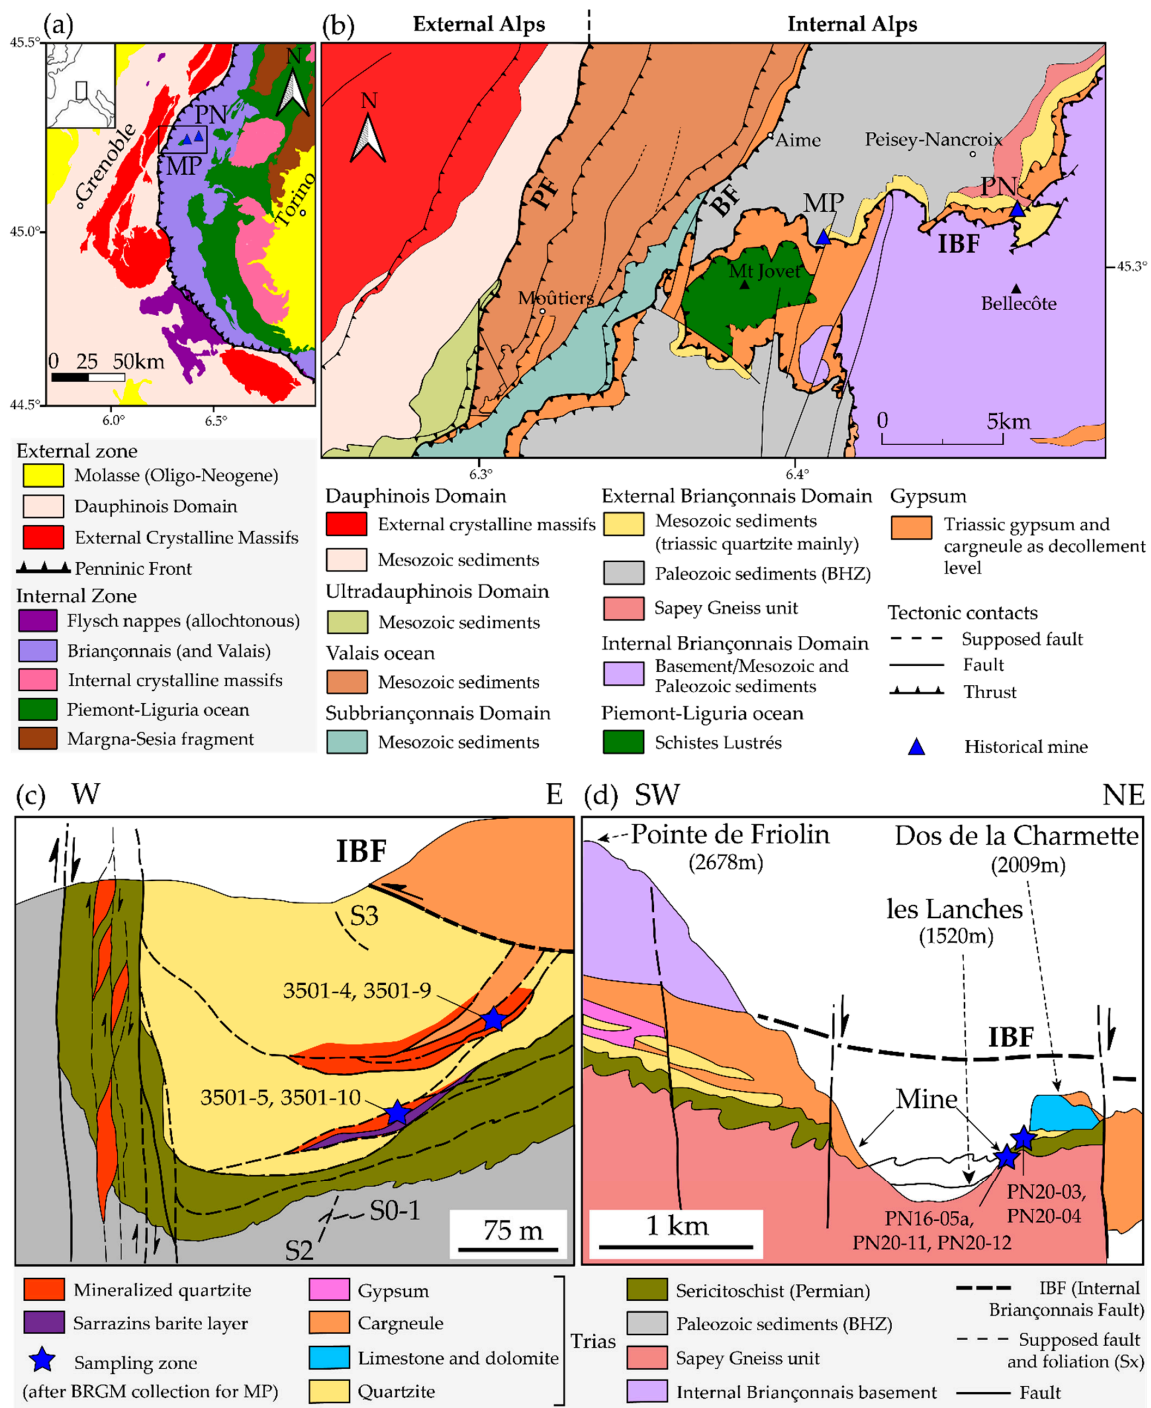 (a)
45.5°
45.0°
44.5°
6.0°
6.5°
N
PN
MP
Grenoble
Torino
0 25 50km
External zone
Molasse (Oligo-Neogene)
Dauphinois Domain
External Crystalline Massifs
Penninic Front
Internal Zone
Flysch nappes (allochtonous)
Briançonnais (and Valais)
Internal crystalline massifs
Piemont-Liguria ocean
Margna-Sesia fragment
(b)
External Alps
Internal Alps
N
PF
BF
Aime
Peisey-Nancroix
MP
PN
IBF
Mt Jovet
Moûtiers
Bellecôte
45.3°
0 5km
6.3°
6.4°
Dauphinois Domain
External crystalline massifs
Mesozoic sediments
Ultradauphinois Domain
Mesozoic sediments
Valais ocean
Mesozoic sediments
Subbriançonnais Domain
Mesozoic sediments
External Briançonnais Domain
Mesozoic sediments
(triassic quartzite mainly)
Paleozoic sediments (BHZ)
Sapey Gneiss unit
Internal Briançonnais Domain
Basement/Mesozoic and
Paleozoic sediments
Piemont-Liguria ocean
Schistes Lustrés
Gypsum
Triassic gypsum and
cargneule as decollement
level
Tectonic contacts
Supposed fault
Fault
Thrust
Historical mine
(c)
W
E
IBF
S3
3501-4, 3501-9
3501-5, 3501-10
S0-1
S2
75 m
(d)
SW
NE
Pointe de Friolin
(2678m)
Dos de la Charmette
(2009m)
les Lanches
(1520m)
IBF
Mine
PN20-03,
PN20-04
PN16-05a,
PN20-11, PN20-12
1 km
Mineralized quartzite
Sarrazins barite layer
Sampling zone
(after BRGM collection for MP)
Gypsum
Cargneule
Limestone and dolomite
Quartzite
Trias
Sericitoschist (Permian)
Paleozoic sediments (BHZ)
Sapey Gneiss unit
Internal Briançonnais basement
IBF (Internal
Briançonnais Fault)
Supposed fault
and foliation (Sx)
Fault